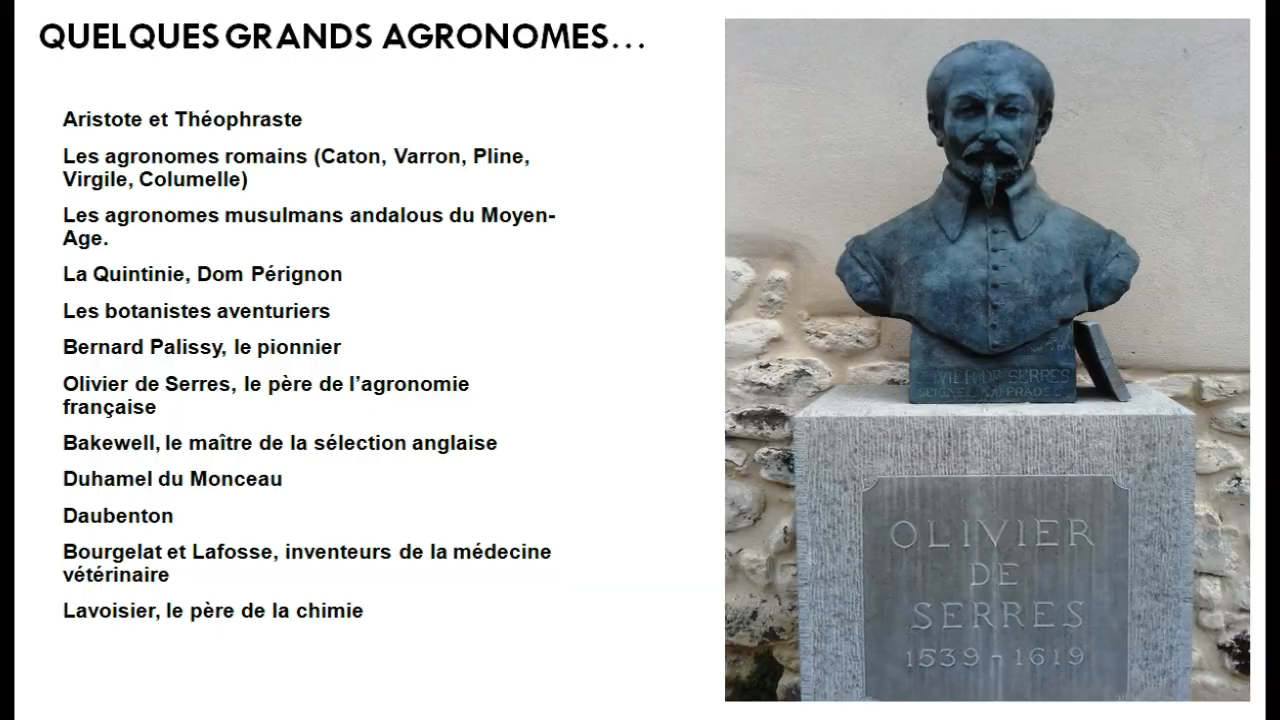 QUELQUES GRANDS AGRONOMES...
Aristote et Théophraste
Les agronomes romains (Caton, Varron, Pline,
Virgile, Columelle)
Les agronomes musulmans andalous du Moyen-
Age.
La Quintinie, Dom Pérignon
Les botanistes aventuriers
Bernard Palissy, le pionnier
Olivier de Serres, le père de l’agronomie
française
Bakewell, le maître de la sélection anglaise
Duhamel du Monceau
Daubenton
Bourgelat et Lafosse, inventeurs de la médecine
vétérinaire
Lavoisier, le père de la chimie
OLIVIER DE SERRES
OLIVIER
DE
SERRES
1539 - 1619